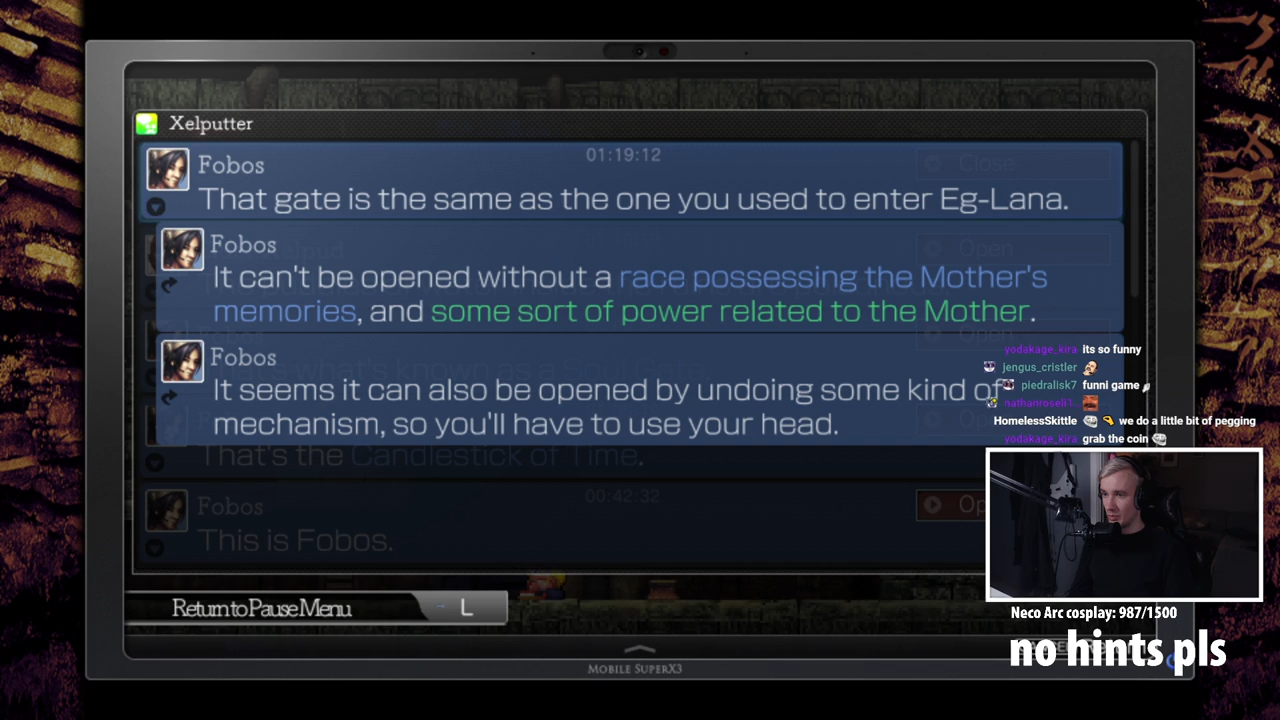 Xelputter
Fobos
01:19:12
Close
That gate is the same as the one you used to enter Eg-Lana.
Fobos
Open
It can't be opened without a race possessing the Mother's
memories, and some sort of power related to the Mother.
Fobos
It seems it can also be opened by undoing some kind of
mechanism, so you'll have to use your head.
That's the Candlestick of Time.
Fobos
00:42:32
This is Fobos.
Return to Pause Menu
L
MOBILE SUPERX3
yodakage_kira its so funny
jengus_cristler
piedralisk7 funni game
HomelessSkittle we do a little bit of pegging
yodakage_kira grab the coin
Neco Arc cosplay: 987/1500
no hints pls